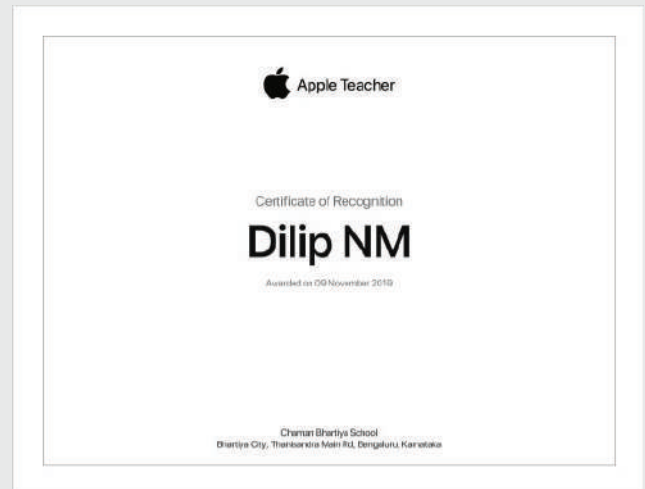 Apple Teacher
Certificate of Recognition
Dilip NM
Awarded on 09 November 2019
Chaman Bhartiya School
Bhartiya City, Thanisandra Main Rd, Bengaluru, Karnataka